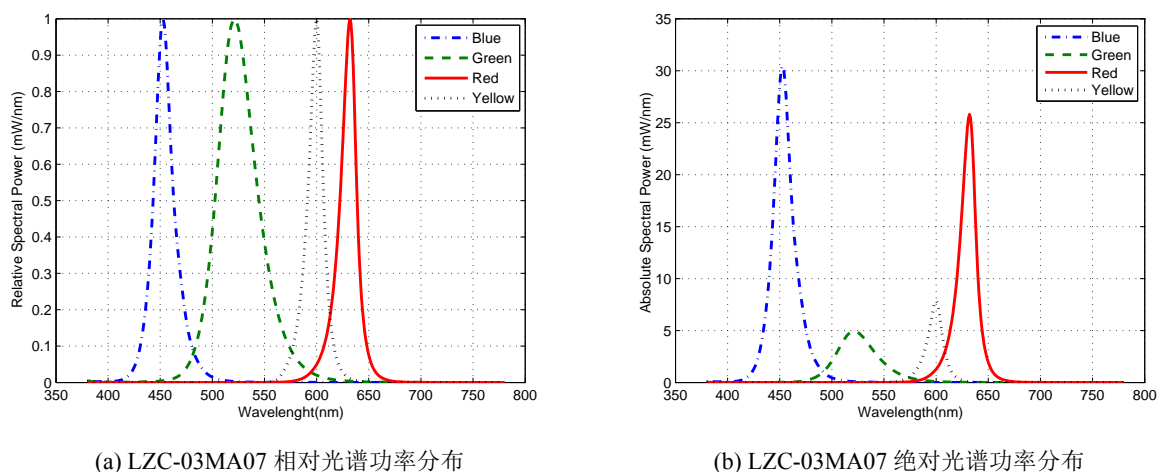 1
0.9
0.8
0.7
0.6
0.5
0.4
0.3
0.2
0.1
0
Relative Spectral Power (mW/nm)
350 400 450 500 550 600 650 700 750 800
Wavelenght(nm)
Blue
Green
Red
Yellow
(a) LZC-03MA07 相对光谱功率分布
35
30
25
20
15
10
5
0
Absolute Spectral Power (mW/nm)
350 400 450 500 550 600 650 700 750 800
Wavelength(nm)
Blue
Green
Red
Yellow
(b) LZC-03MA07 绝对光谱功率分布